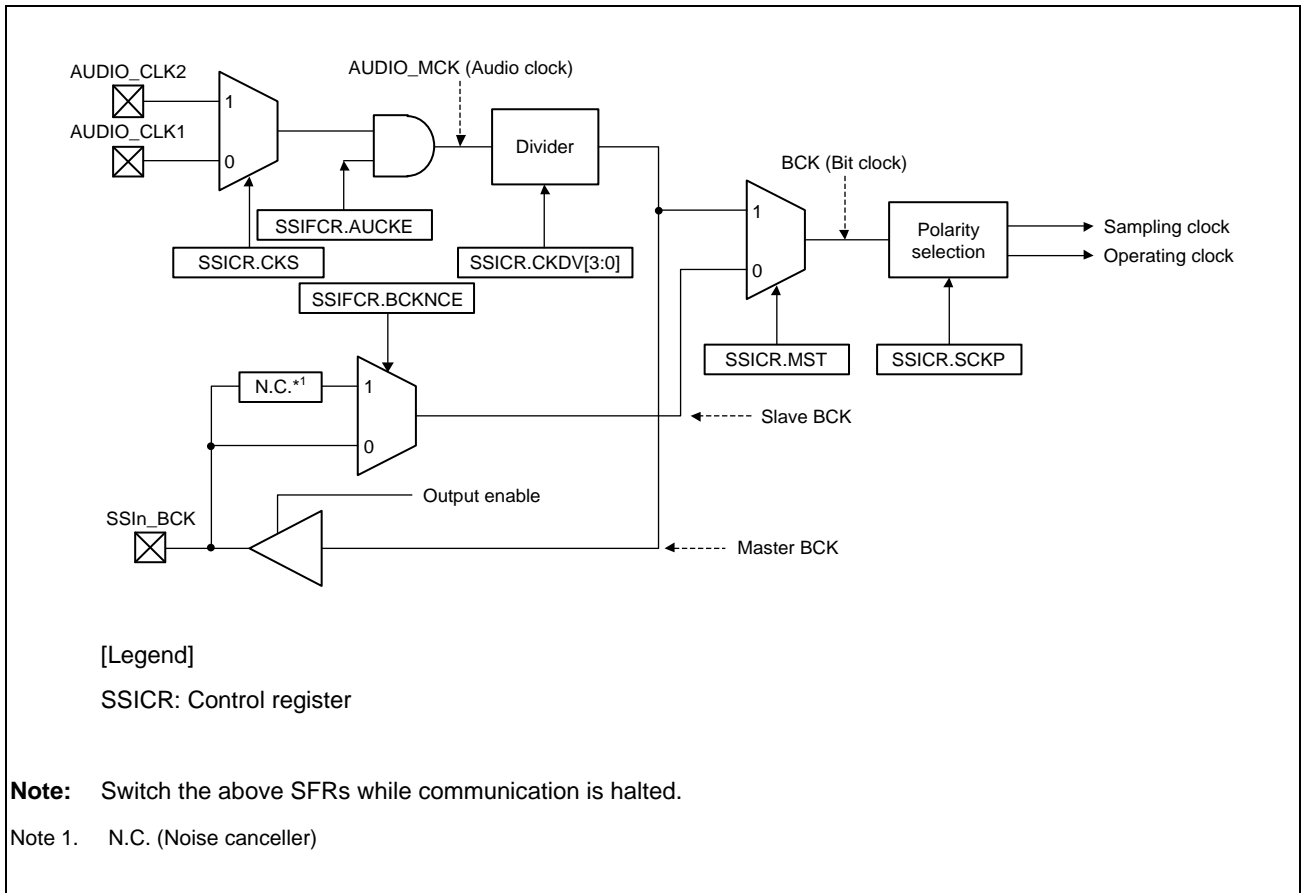 AUDIO_CLK2
AUDIO_MCK (Audio clock)
1
AUDIO_CLK1
Divider
0
BCK (Bit clock)
1
SSIFCR.AUCKE
Polarity
selection
Sampling clock
Operating clock
SSICR.CKS
SSICR.CKDV[3:0]
0
SSIFCR.BCKNCE
SSICR.MST
SSICR.SCKP
N.C.*1
1
Slave BCK
0
Output enable
SSIn_BCK
Master BCK
[Legend]
SSICR: Control register
Note: Switch the above SFRs while communication is halted.
Note 1. N.C. (Noise canceller)